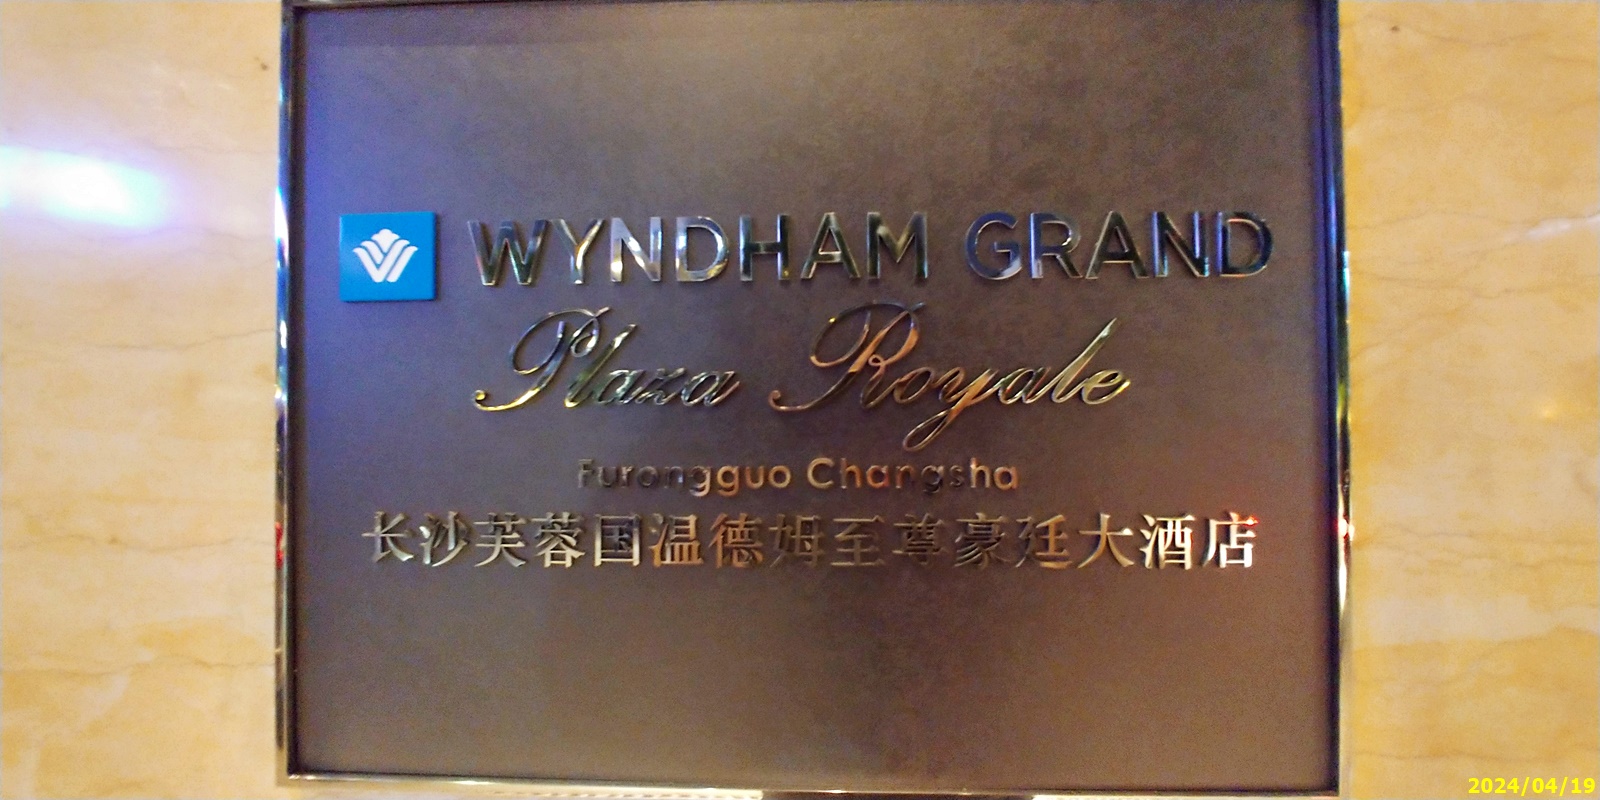 WYNDHAM GRAND
Plaza Royale
Furongguo Changsha
长沙芙蓉国温德姆至尊豪廷大酒店
2024/04/19